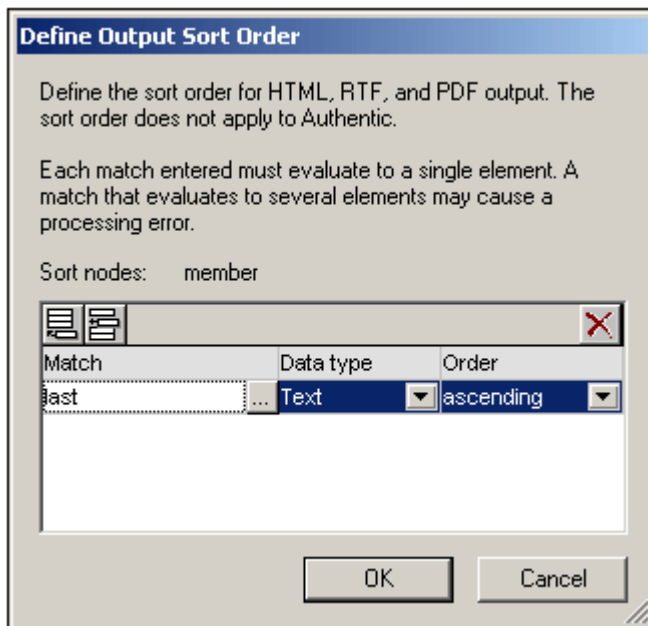 Define Output Sort Order
Define the sort order for HTML, RTF, and PDF output. The
sort order does not apply to Authentic.
Each match entered must evaluate to a single element. A
match that evaluates to several elements may cause a
processing error.
Sort nodes: member
Match Data type Order
last ... Text ascending
OK Cancel